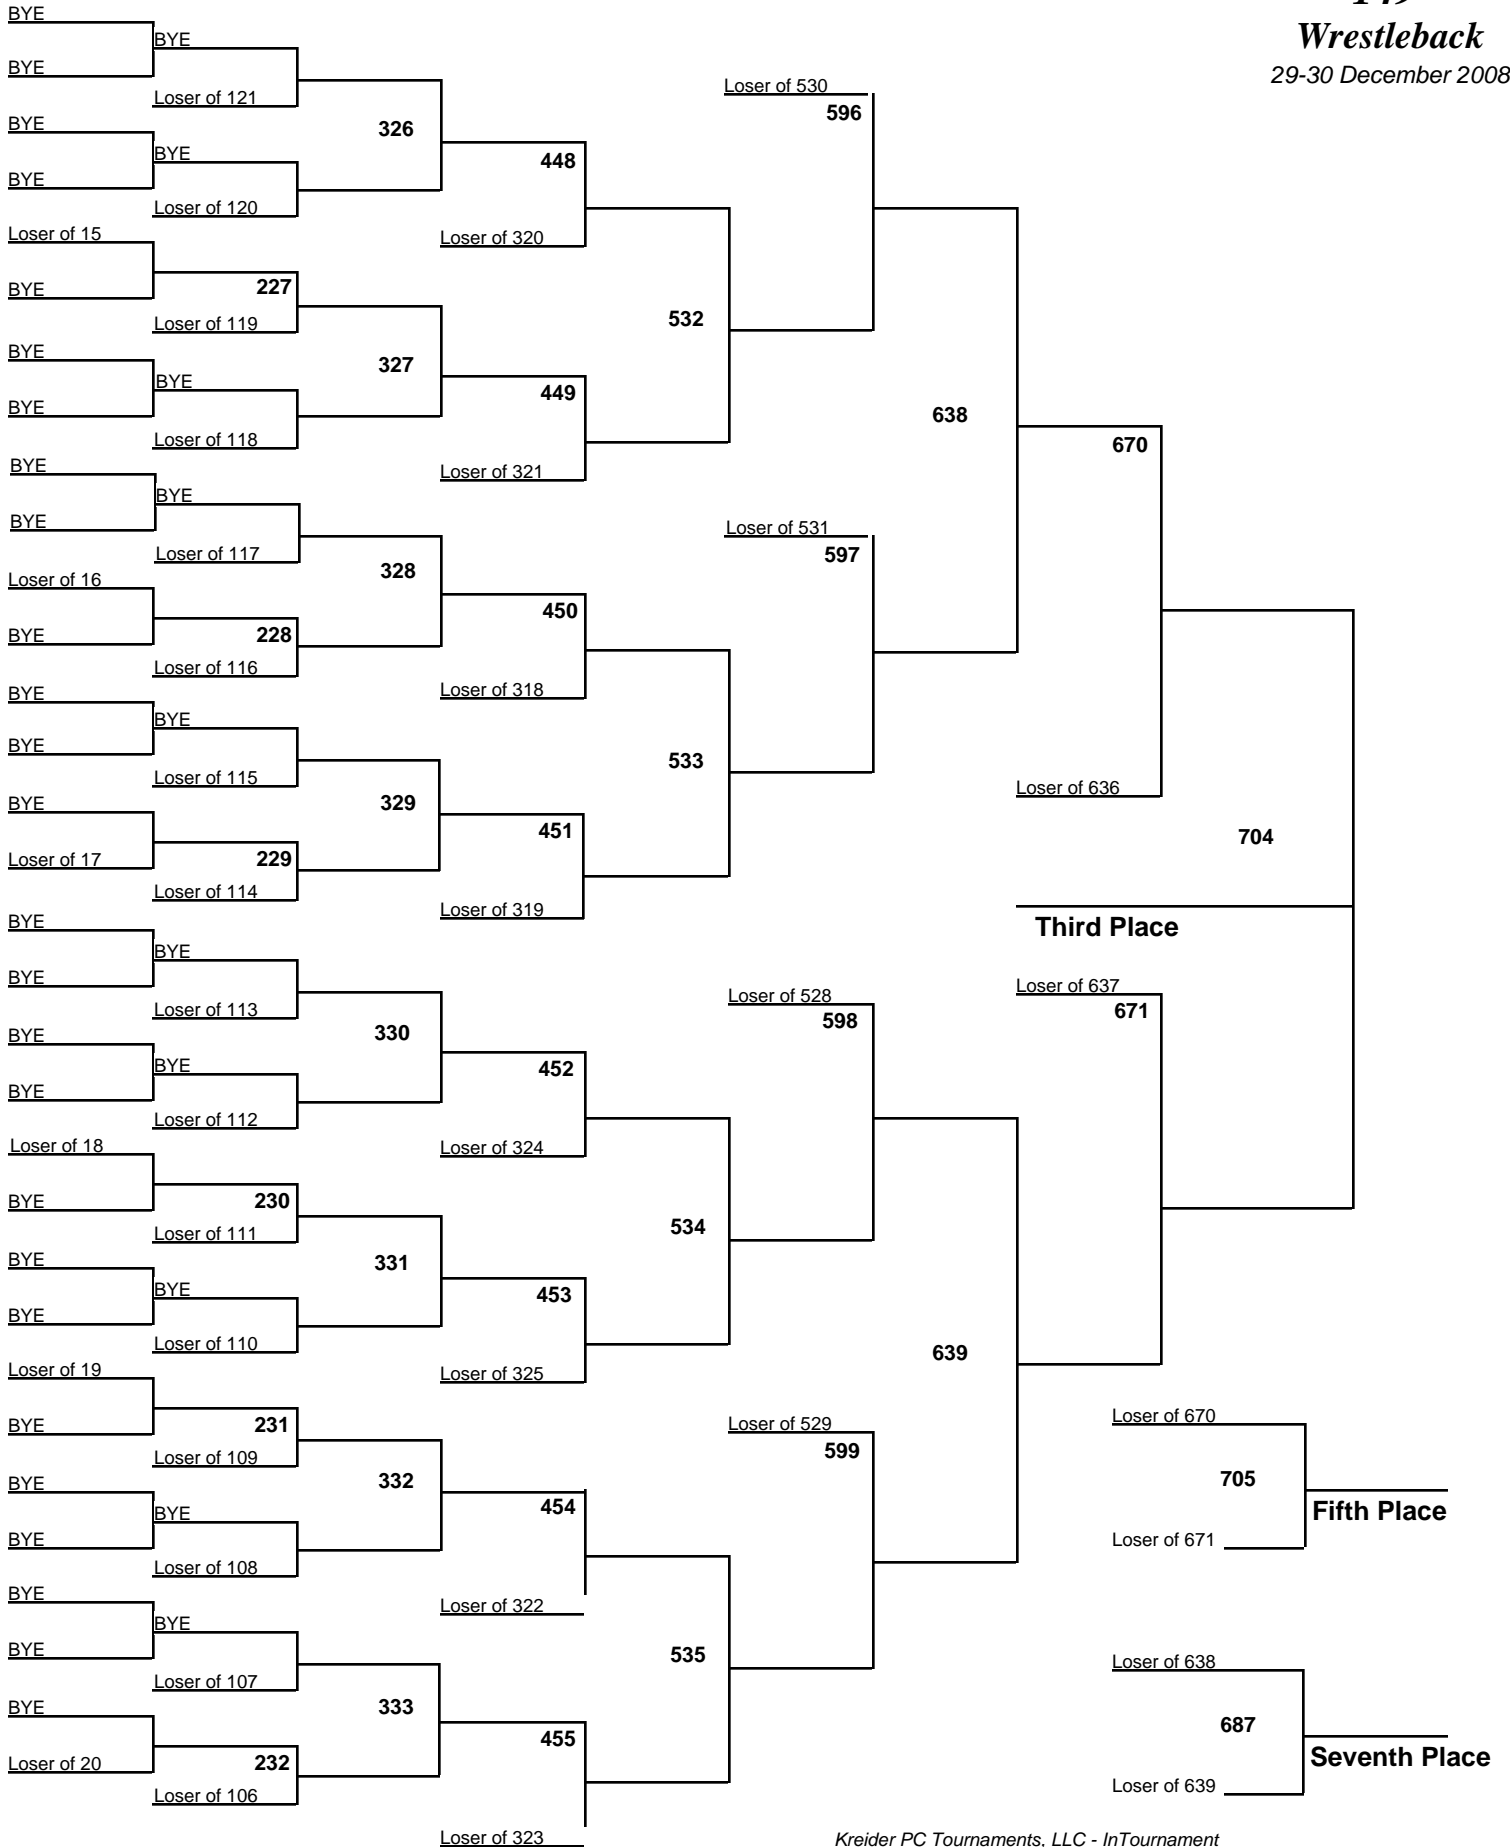 Wrestleback
29-30 December 2008
BYE
BYE
BYE
Loser of 121
326
BYE
BYE
BYE
Loser of 120
448
Loser of 320
Loser of 530
596
Loser of 15
BYE
227
Loser of 119
327
BYE
BYE
BYE
Loser of 118
449
Loser of 321
532
638
670
BYE
BYE
BYE
Loser of 117
328
Loser of 16
BYE
228
Loser of 116
450
Loser of 318
Loser of 531
597
BYE
BYE
BYE
Loser of 115
329
BYE
Loser of 17
229
Loser of 114
451
Loser of 319
533
Loser of 636
704
Third Place
BYE
BYE
BYE
Loser of 113
330
BYE
BYE
BYE
Loser of 112
452
Loser of 324
Loser of 528
598
Loser of 637
671
Loser of 18
BYE
230
Loser of 111
331
BYE
BYE
BYE
Loser of 110
453
Loser of 325
534
639
Loser of 19
BYE
231
Loser of 109
332
BYE
BYE
BYE
Loser of 108
454
Loser of 322
Loser of 529
599
Loser of 670
705
Fifth Place
Loser of 671
BYE
BYE
BYE
Loser of 107
333
BYE
Loser of 20
232
Loser of 106
455
Loser of 323
535
Loser of 638
687
Seventh Place
Loser of 639
Kreider PC Tournaments, LLC - InTournament